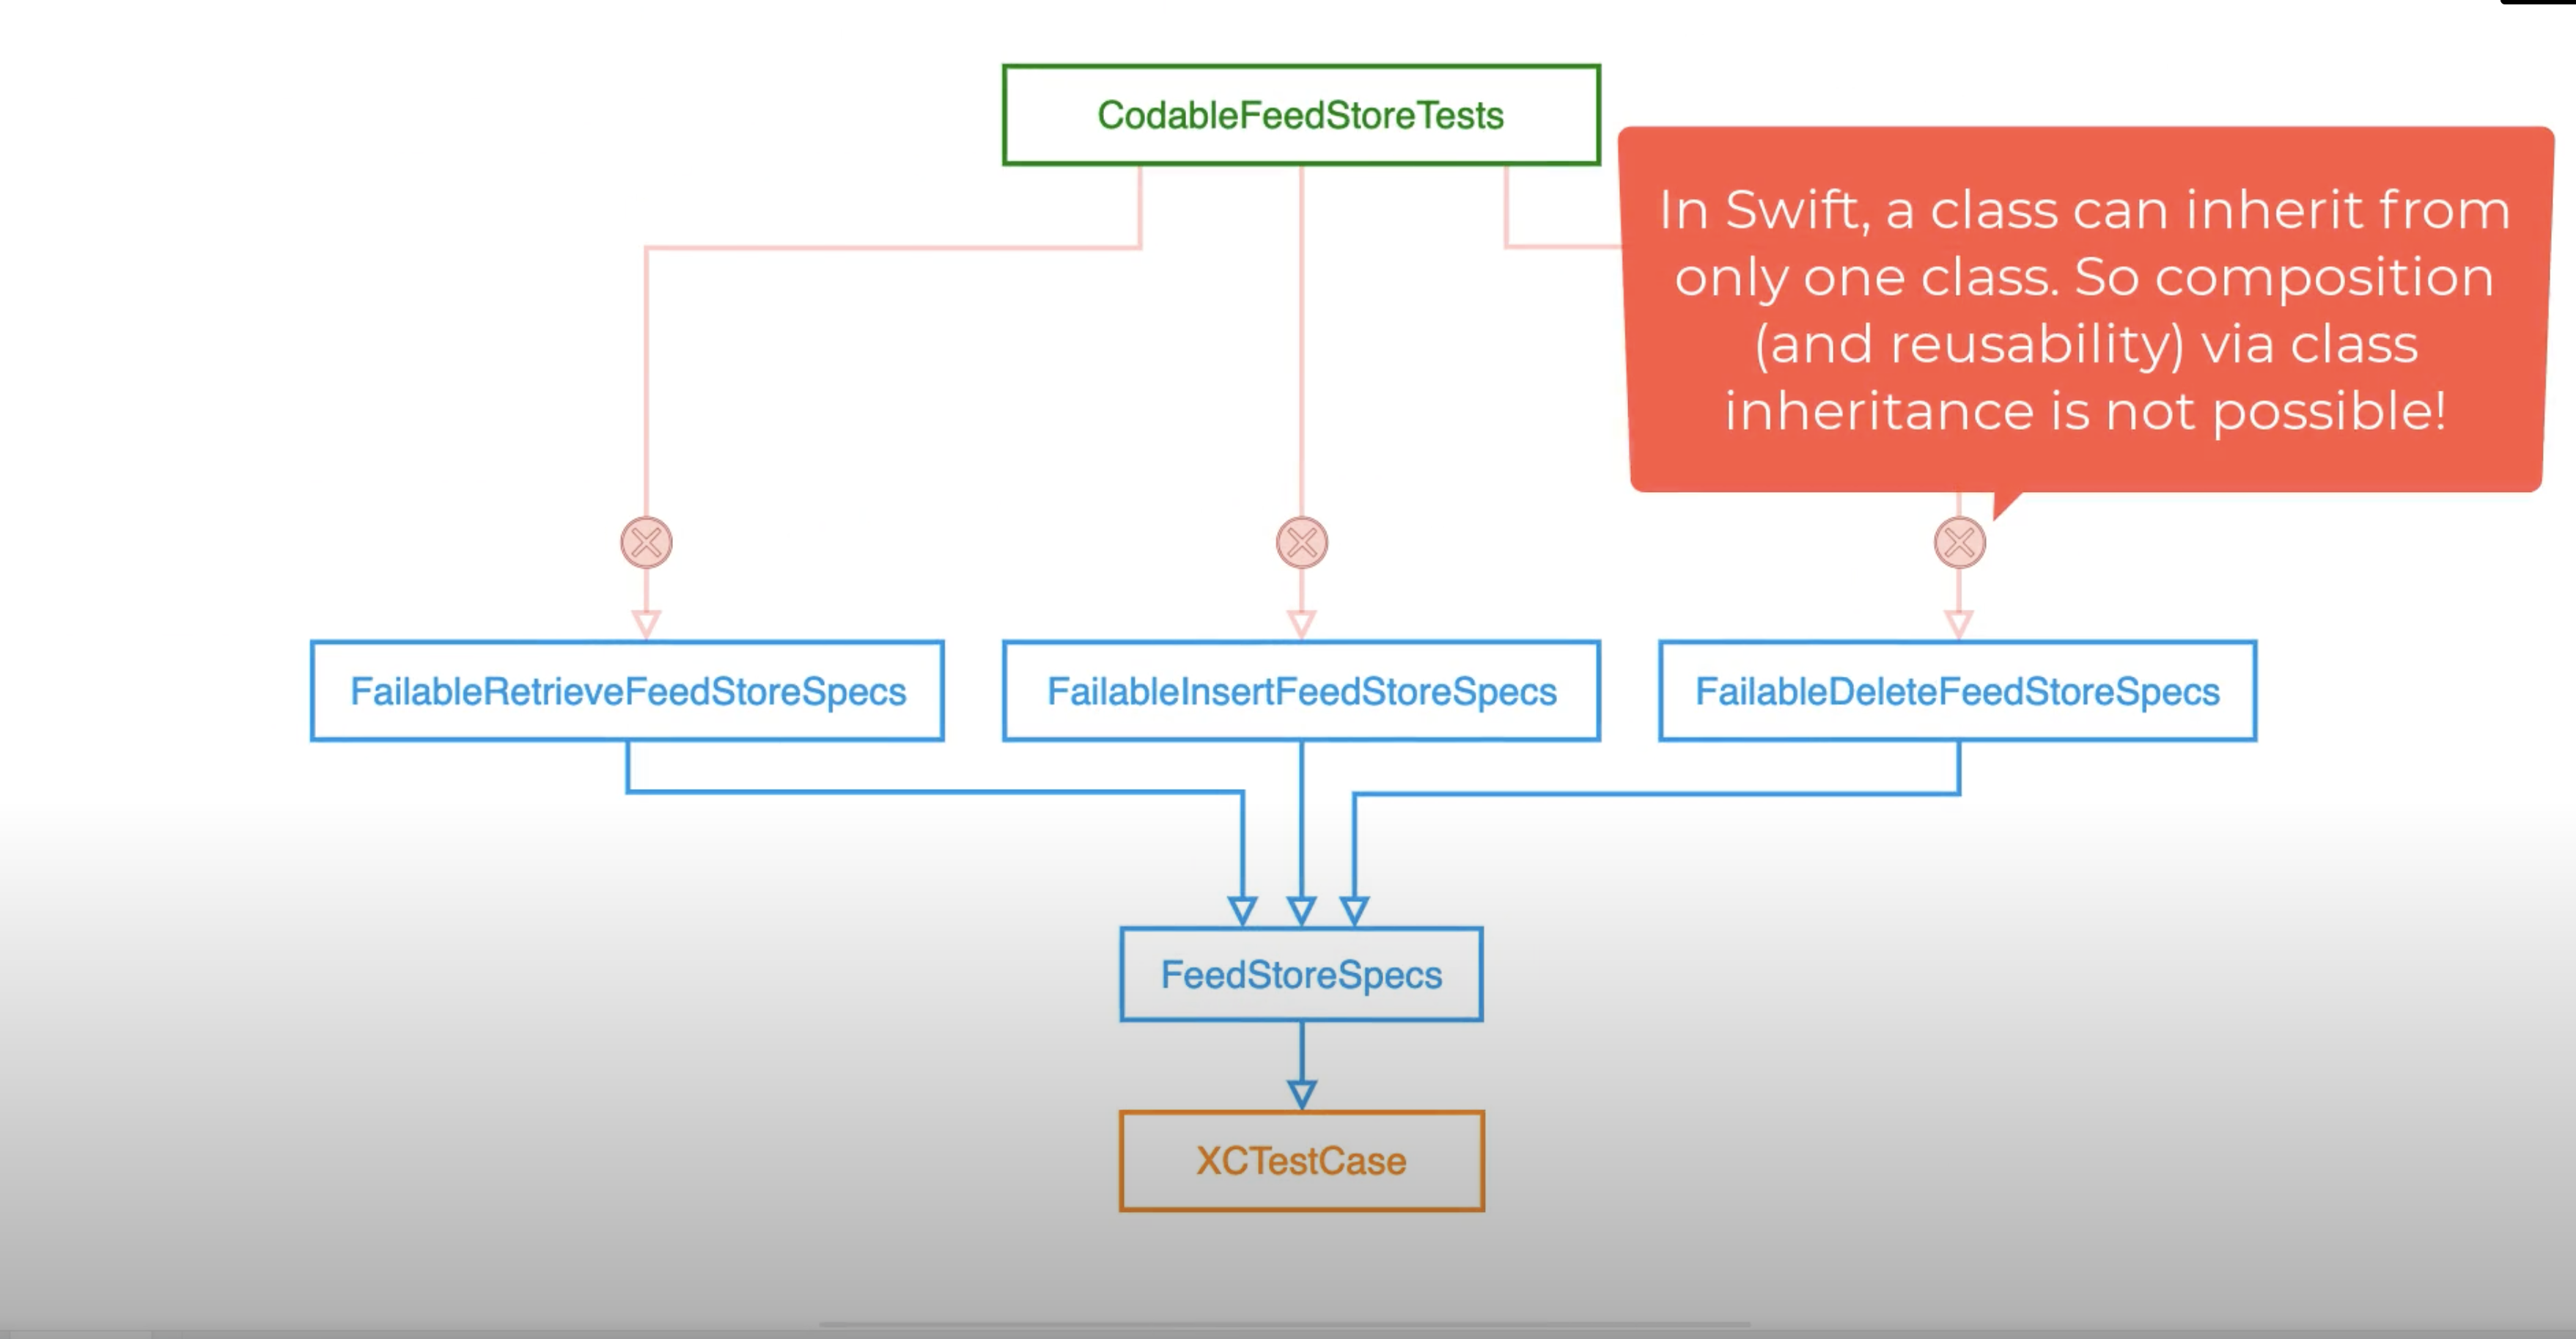 CodableFeedStoreTests
In Swift, a class can inherit from
only one class. So composition
(and reusability) via class
inheritance is not possible!
FailableRetrieveFeedStoreSpecs
FailableInsertFeedStoreSpecs
FailableDeleteFeedStoreSpecs
FeedStoreSpecs
XCTestCase